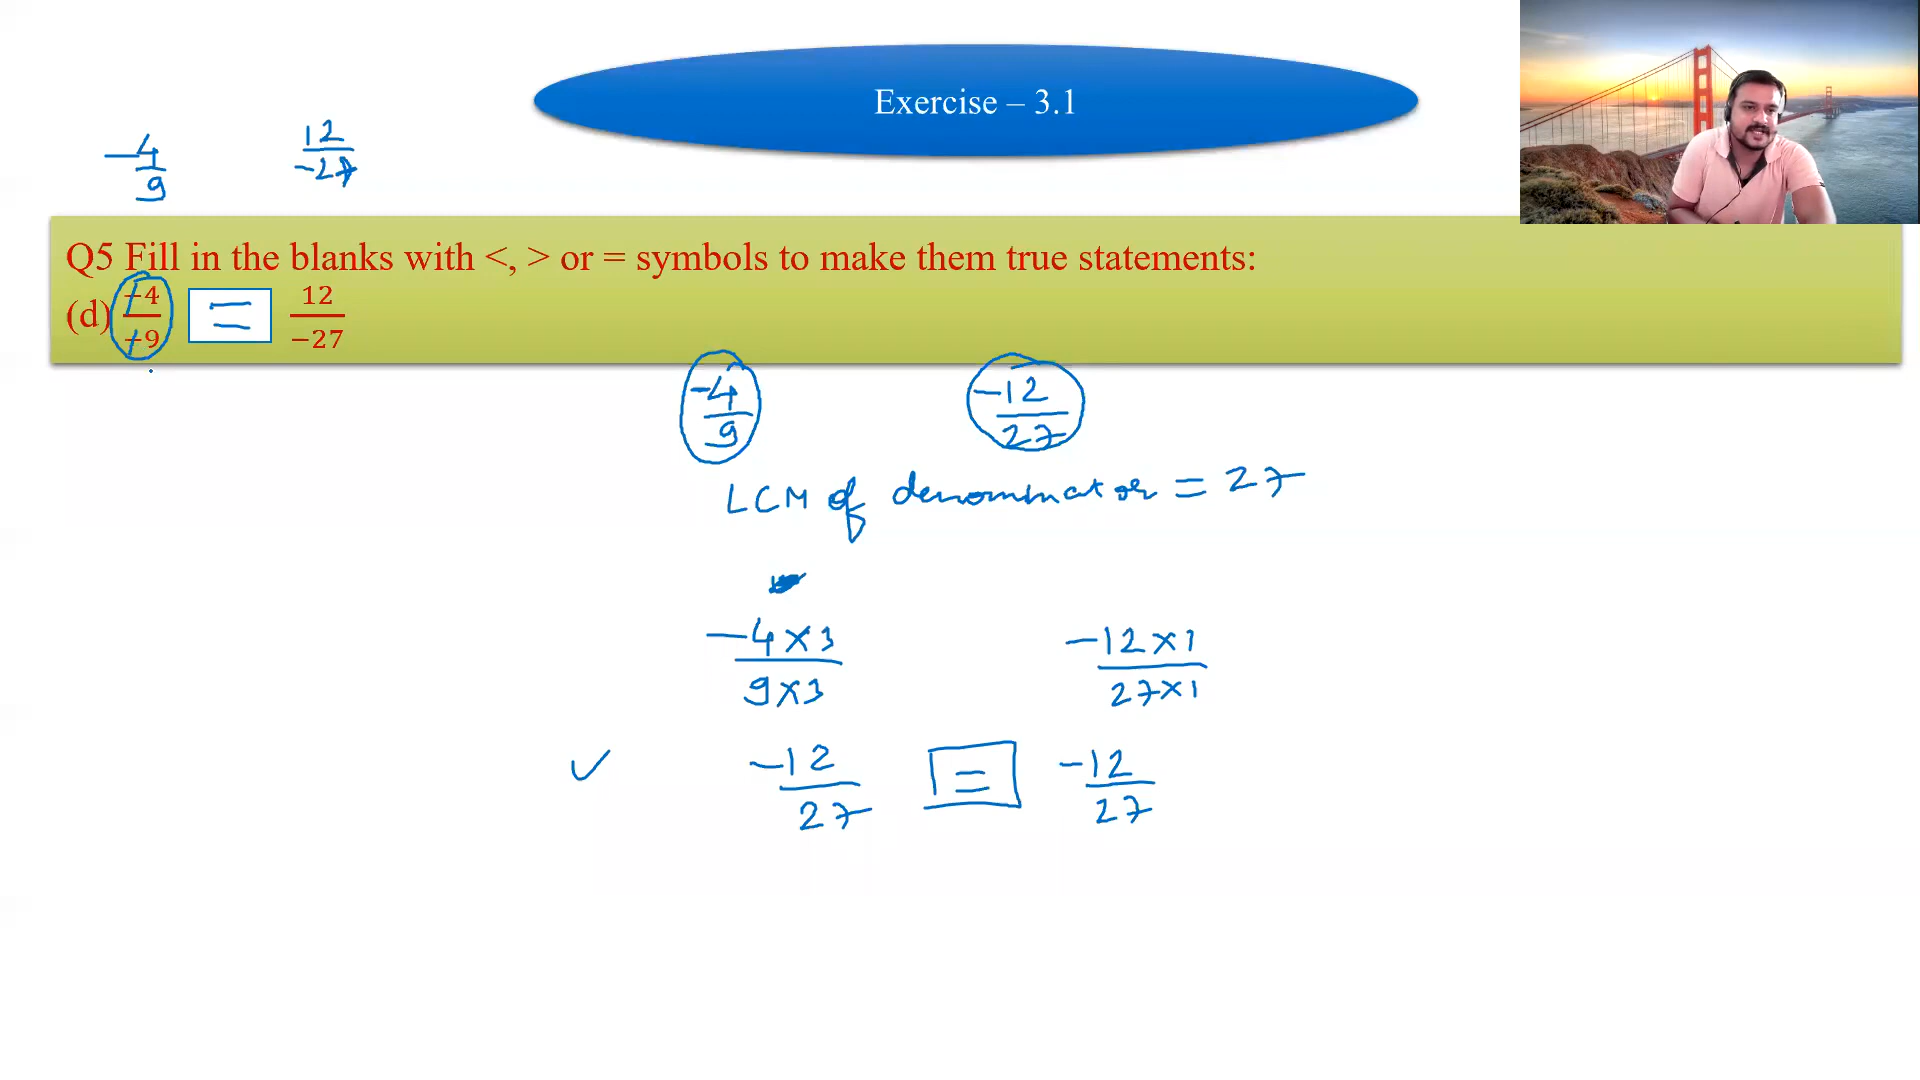 Exercise – 3.1
-4/9 12/-27
Q5 Fill in the blanks with <, > or = symbols to make them true statements:
(d) -4/-9 = 12/-27
-4/9 -12/27
LCM of denominator = 27
-4×3/9×3 -12×1/27×1
✓ -12/27 = -12/27